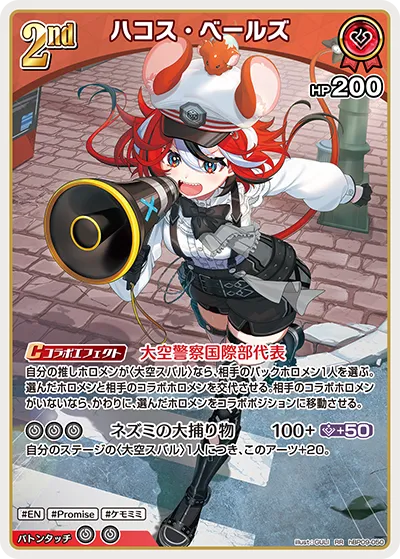 2nd
ハコス・ベールズ
HP200
Cコラボエフェクト 大空警察国際部代表
自分の推しホロメンが〈大空スバル〉なら、相手のバックホロメン1人を選ぶ。
選んだホロメンと相手のコラボホロメンを交代させる。相手のコラボホロメン
がいないなら、かわりに、選んだホロメンをコラボポジションに移動させる。
ネズミの大捕り物 100+ +50
自分のステージの〈大空スバル〉1人につき、このアーツ+20。
#EN #Promise #ケモミミ
バトンタッチ
illust: GUU RR hBP06-050